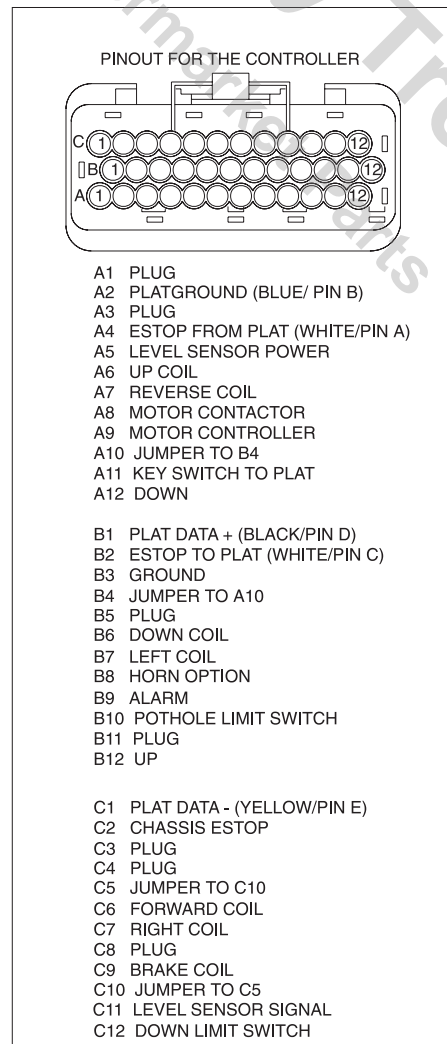 PINOUT FOR THE CONTROLLER
C 1 12
B 1 12
A 1 12
A1 PLUG
A2 PLATGROUND (BLUE/ PIN B)
A3 PLUG
A4 ESTOP FROM PLAT (WHITE/PIN A)
A5 LEVEL SENSOR POWER
A6 UP COIL
A7 REVERSE COIL
A8 MOTOR CONTACTOR
A9 MOTOR CONTROLLER
A10 JUMPER TO B4
A11 KEY SWITCH TO PLAT
A12 DOWN
B1 PLAT DATA + (BLACK/PIN D)
B2 ESTOP TO PLAT (WHITE/PIN C)
B3 GROUND
B4 JUMPER TO A10
B5 PLUG
B6 DOWN COIL
B7 LEFT COIL
B8 HORN OPTION
B9 ALARM
B10 POTHOLE LIMIT SWITCH
B11 PLUG
B12 UP
C1 PLAT DATA - (YELLOW/PIN E)
C2 CHASSIS ESTOP
C3 PLUG
C4 PLUG
C5 JUMPER TO C10
C6 FORWARD COIL
C7 RIGHT COIL
C8 PLUG
C9 BRAKE COIL
C10 JUMPER TO C5
C11 LEVEL SENSOR SIGNAL
C12 DOWN LIMIT SWITCH
Parts